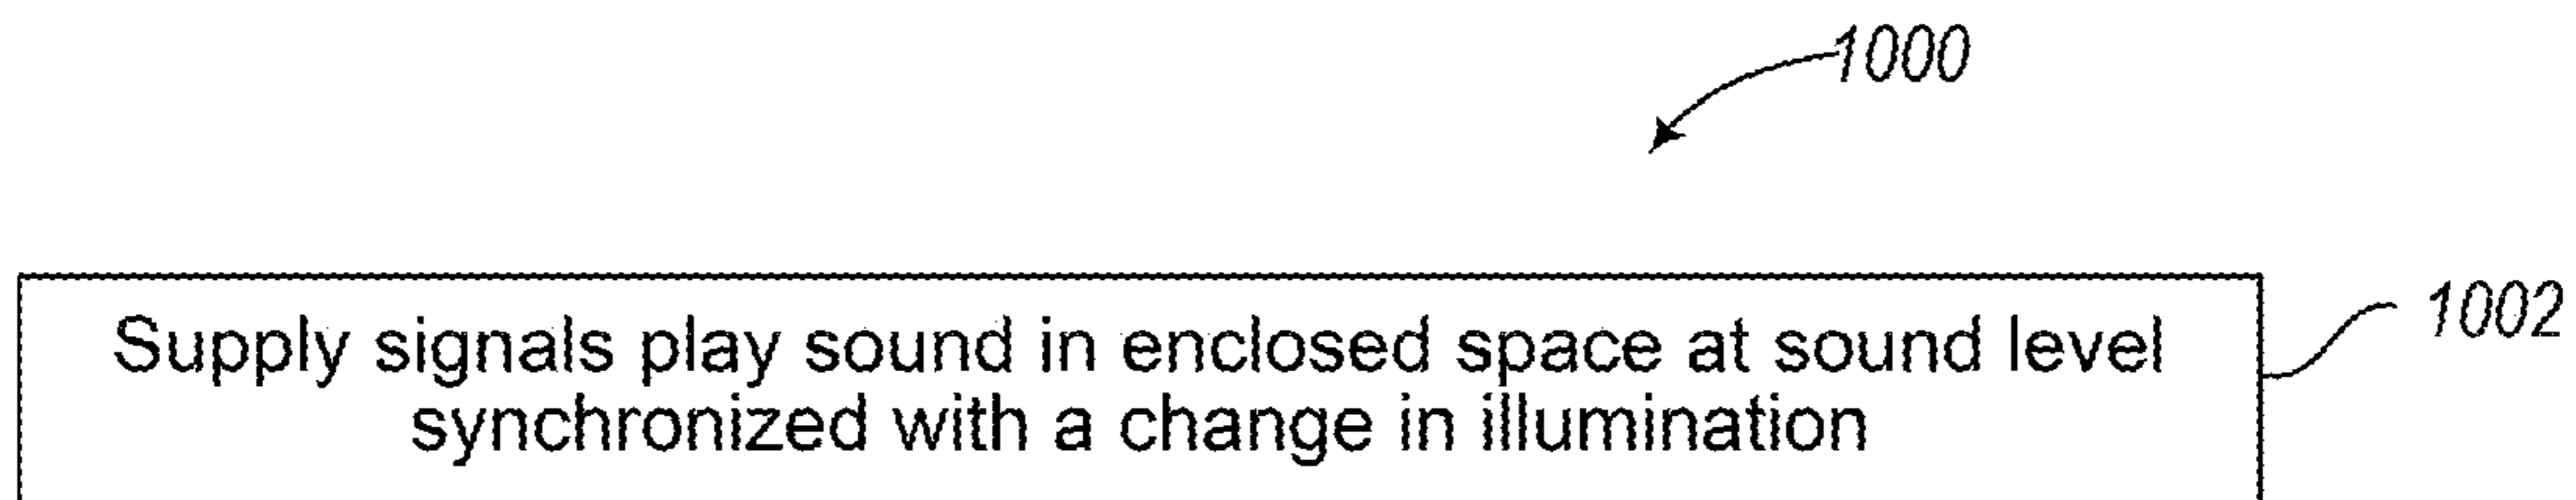 1000
Supply signals play sound in enclosed space at sound level
1002
synchronized with a change in illumination